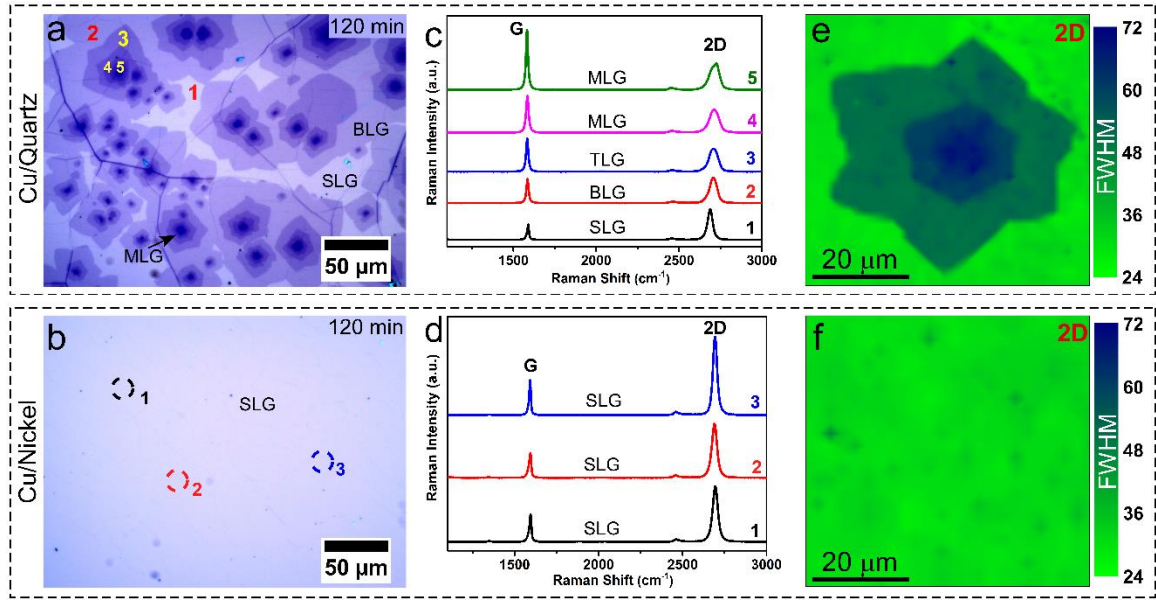 Cu/Quartz
a
120 min
2
3
4 5
1
BLG
SLG
MLG
50 μm
c
G
2D
MLG
5
MLG
4
TLG
3
BLG
2
SLG
1
Raman Intensity (a.u.)
1500
2000
2500
3000
Raman Shift (cm-1)
e
2D
20 μm
72
60
48
36
24
FWHM
Cu/Nickel
b
120 min
1
SLG
2
3
50 μm
d
2D
G
SLG
3
SLG
2
SLG
1
Raman Intensity (a.u.)
1500
2000
2500
3000
Raman Shift (cm-1)
f
2D
20 μm
72
60
48
36
24
FWHM